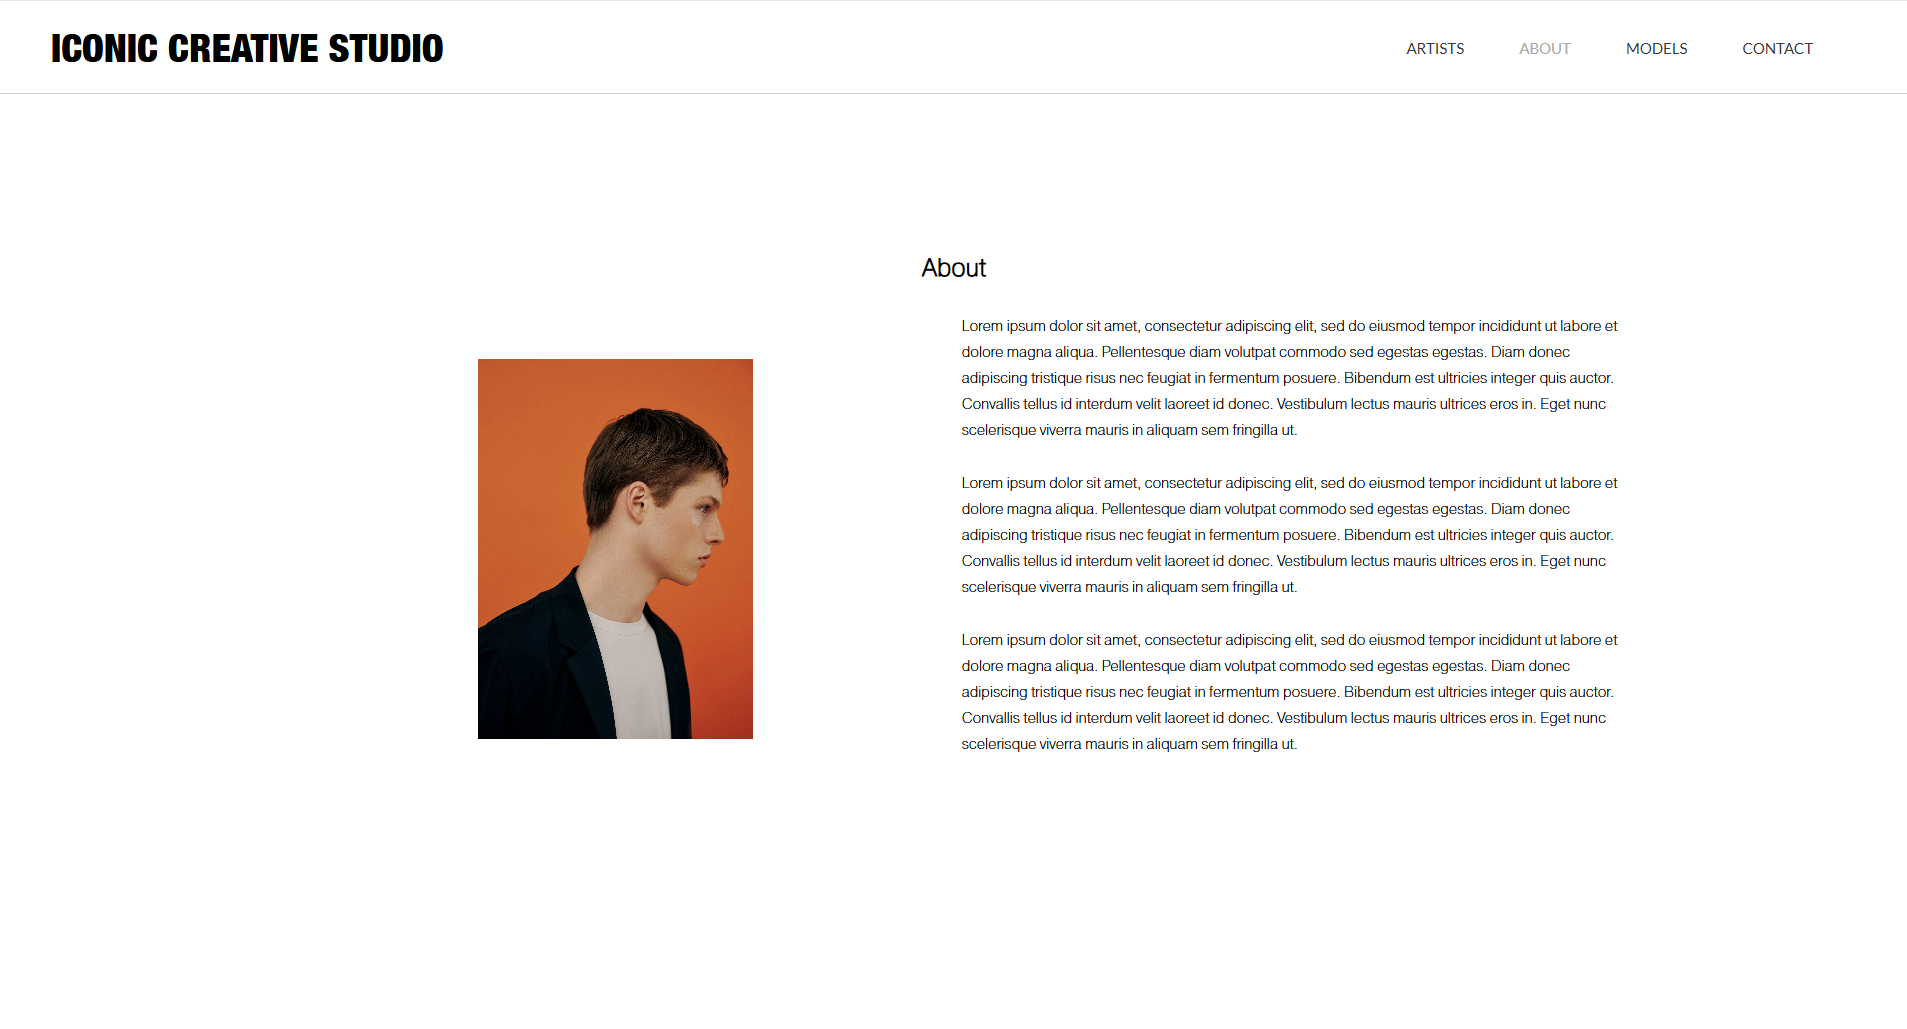 ICONIC CREATIVE STUDIO
ARTISTS ABOUT MODELS CONTACT
About
Lorem ipsum dolor sit amet, consectetur adipiscing elit, sed do eiusmod tempor incididunt ut labore et
dolore magna aliqua. Pellentesque diam volutpat commodo sed egestas egestas. Diam donec
adipiscing tristique risus nec feugiat in fermentum posuere. Bibendum est ultricies integer quis auctor.
Convallis tellus id interdum velit laoreet id donec. Vestibulum lectus mauris ultrices eros in. Eget nunc
scelerisque viverra mauris in aliquam sem fringilla ut.
Lorem ipsum dolor sit amet, consectetur adipiscing elit, sed do eiusmod tempor incididunt ut labore et
dolore magna aliqua. Pellentesque diam volutpat commodo sed egestas egestas. Diam donec
adipiscing tristique risus nec feugiat in fermentum posuere. Bibendum est ultricies integer quis auctor.
Convallis tellus id interdum velit laoreet id donec. Vestibulum lectus mauris ultrices eros in. Eget nunc
scelerisque viverra mauris in aliquam sem fringilla ut.
Lorem ipsum dolor sit amet, consectetur adipiscing elit, sed do eiusmod tempor incididunt ut labore et
dolore magna aliqua. Pellentesque diam volutpat commodo sed egestas egestas. Diam donec
adipiscing tristique risus nec feugiat in fermentum posuere. Bibendum est ultricies integer quis auctor.
Convallis tellus id interdum velit laoreet id donec. Vestibulum lectus mauris ultrices eros in. Eget nunc
scelerisque viverra mauris in aliquam sem fringilla ut.